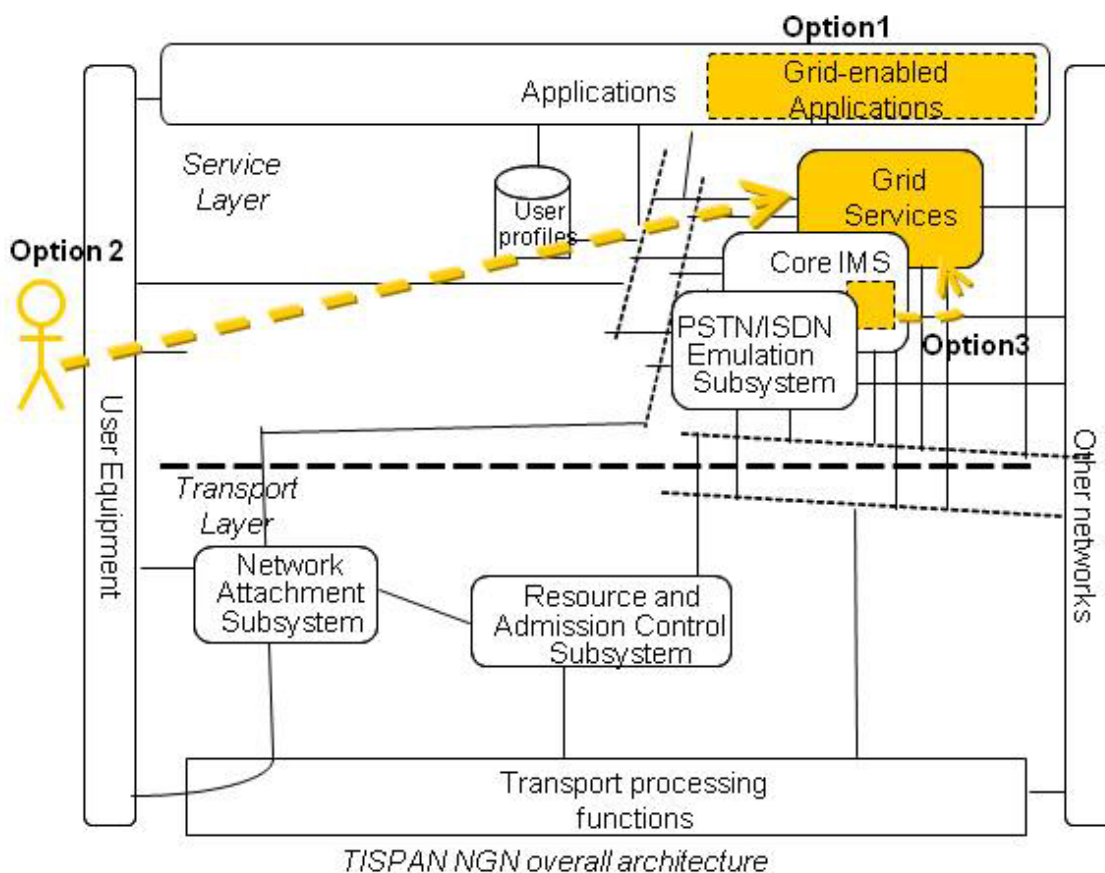 Option1
Grid-enabled
Applications
Applications
Service
Layer
Grid
Services
User
profiles
Option 2
Core IMS
PSTN/ISDN
Emulation
Subsystem
Option3
User Equipment
Other networks
Transport
Layer
Network
Attachment
Subsystem
Resource and
Admission Control
Subsystem
Transport processing
functions
TISPAN NGN overall architecture